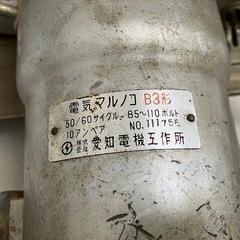 電気マルノコ B3形
50/60サイクル 85〜110ボルト
10アンペア NO.111756
株式会社 愛知電機工作所